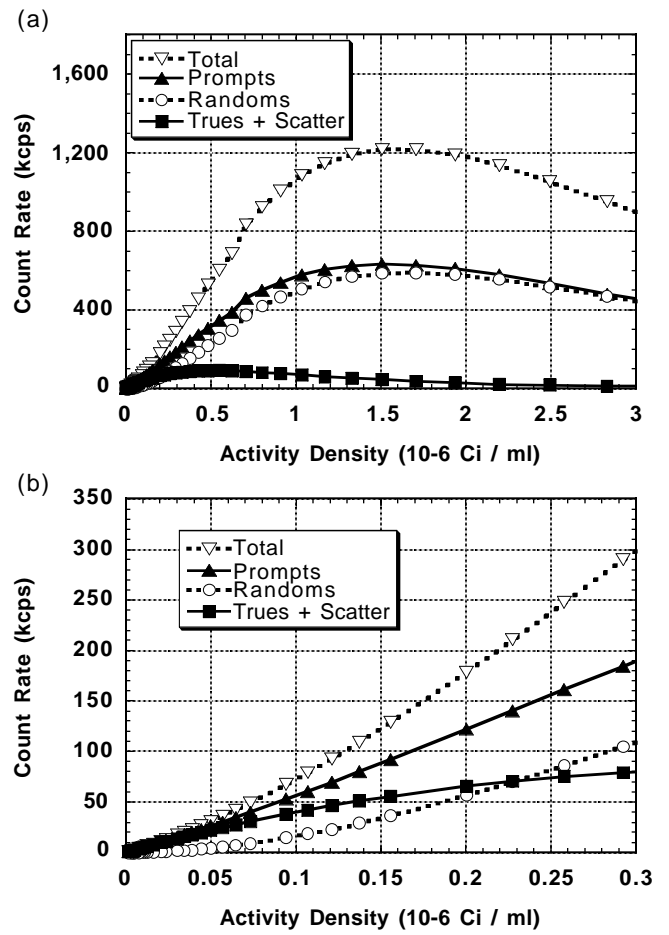 (a)
Total
Prompts
Randoms
Trues + Scatter
1,600
1,200
800
400
0
Count Rate (kcps)
0 0.5 1 1.5 2 2.5 3
Activity Density (10-6 Ci / ml)
(b)
350
300
250
200
150
100
50
0
Total
Prompts
Randoms
Trues + Scatter
Count Rate (kcps)
0 0.05 0.1 0.15 0.2 0.25 0.3
Activity Density (10-6 Ci / ml)